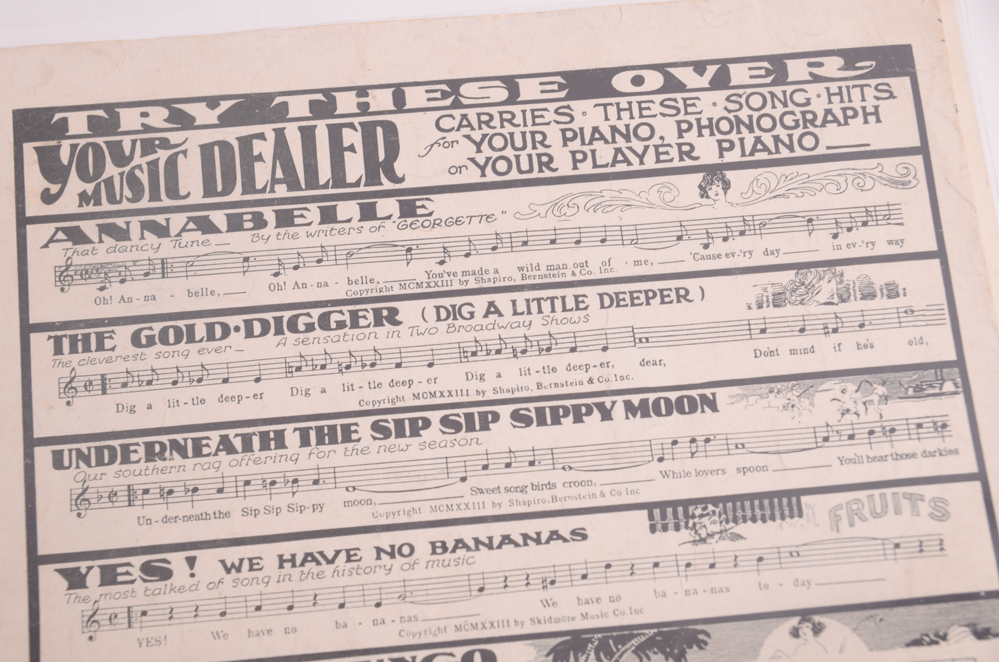 TRY THESE OVER
YOUR MUSIC DEALER
CARRIES · THESE · SONG · HITS
for YOUR PIANO, PHONOGRAPH
or YOUR PLAYER PIANO
ANNABELLE
That dancy Tune — By the writers of "GEORGETTE"
Oh! An - na - belle, Oh! An - na - belle, You've made a wild man out of me, 'Cause ev-'ry day in ev-'ry way
Copyright MCMXXIII by Shapiro, Bernstein & Co. Inc.
THE GOLD·DIGGER (DIG A LITTLE DEEPER)
The cleverest song ever — A sensation in Two Broadway Shows
Dig a lit - tle deep - er Dig a lit - tle deep - er Dig a lit - tle deep - er, dear, Dont mind if he's old,
Copyright MCMXXIII by Shapiro, Bernstein & Co. Inc.
UNDERNEATH THE SIP SIP SIPPY MOON
Our southern rag offering for the new season
Un - der-neath the Sip Sip Sip-py moon, Sweet song birds croon, While lovers spoon You'll hear those darkies
Copyright MCMXXIII by Shapiro, Bernstein & Co Inc
FRUITS
YES! WE HAVE NO BANANAS
The most talked of song in the history of music
YES! We have no ba - na - nas We have no ba - na - nas to - day
Copyright MCMXXIII by Skidmore Music Co. Inc